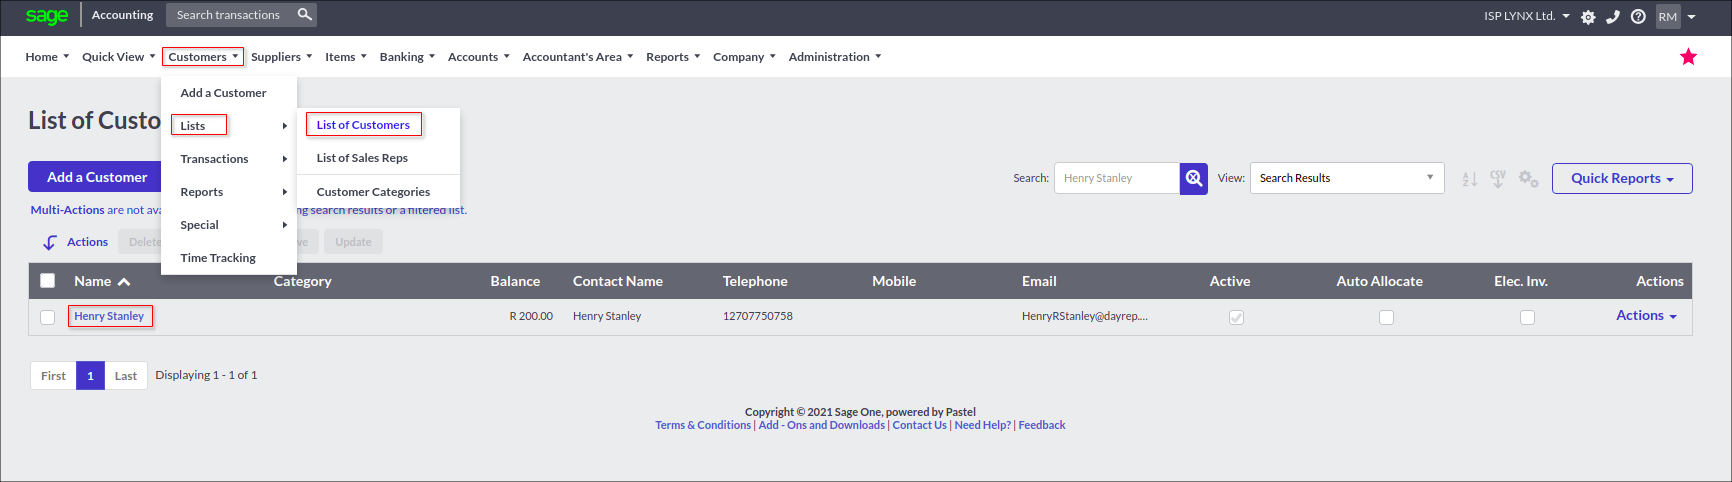 sage Accounting Search transactions ISP LYNX Ltd. RM
Home Quick View Customers Suppliers Items Banking Accounts Accountant's Area Reports Company Administration
Add a Customer
List of Custo
Lists List of Customers
Transactions List of Sales Reps
Add a Customer Search: Henry Stanley View: Search Results CSV Quick Reports
Reports Customer Categories
Multi-Actions are not ava ng search results or a filtered list.
Special
Actions Delete ve Update
Time Tracking
Name Category Balance Contact Name Telephone Mobile Email Active Auto Allocate Elec. Inv. Actions
Henry Stanley R 200.00 Henry Stanley 12707750758 HenryRStanley@dayrep.... Actions
First 1 Last Displaying 1 - 1 of 1
Copyright © 2021 Sage One, powered by Pastel
Terms & Conditions | Add - Ons and Downloads | Contact Us | Need Help? | Feedback